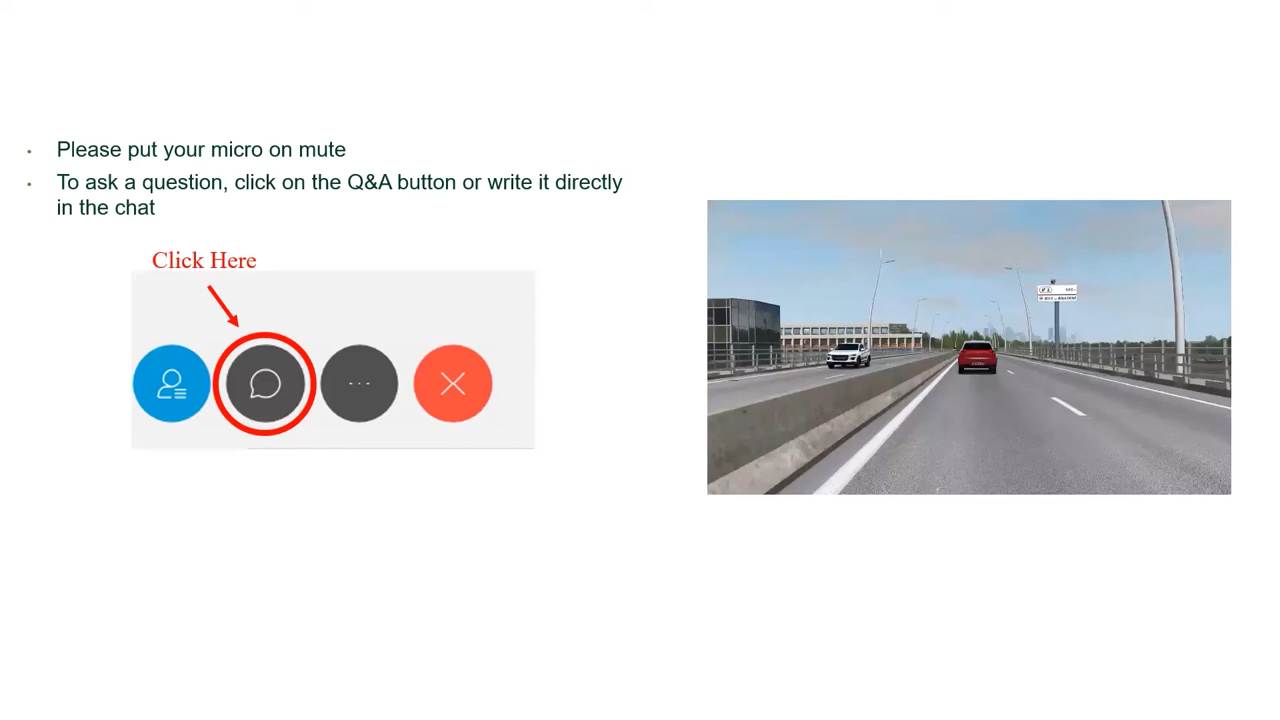 Please put your micro on mute
To ask a question, click on the Q&A button or write it directly
in the chat
Click Here